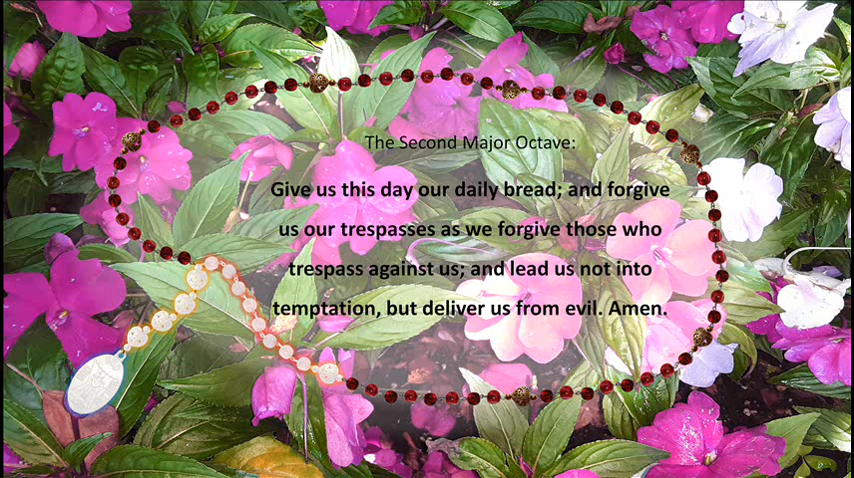 The Second Major Octave:
Give us this day our daily bread; and forgive
us our trespasses as we forgive those who
trespass against us; and lead us not into
temptation, but deliver us from evil. Amen.